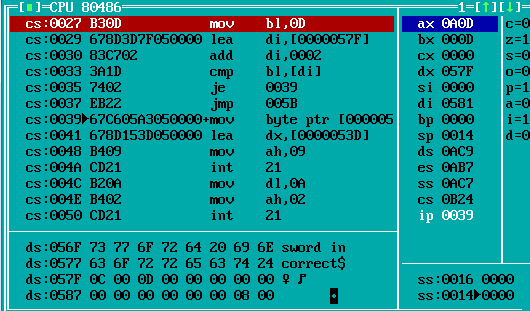 [■]=CPU 80486 1=[↑][↓]
cs:0027 B30D mov bl,0D
cs:0029 678D3D7F050000 lea di,[0000057F]
cs:0030 83C702 add di,0002
cs:0033 3A1D cmp bl,[di]
cs:0035 7402 je 0039
cs:0037 EB22 jmp 005B
cs:0039►67C605A3050000+mov byte ptr [000005
cs:0041 678D153D050000 lea dx,[0000053D]
cs:0048 B409 mov ah,09
cs:004A CD21 int 21
cs:004C B20A mov dl,0A
cs:004E B402 mov ah,02
cs:0050 CD21 int 21
ax 0A0D c=0
bx 000D z=1
cx 0000 s=0
dx 057F o=0
si 0000 p=1
di 0581 a=0
bp 0000 i=1
sp 0014 d=0
ds 0AC9
es 0AB7
ss 0AC7
cs 0B24
ip 0039
ds:056F 73 77 6F 72 64 20 69 6E sword in
ds:0577 63 6F 72 72 65 63 74 24 correct$
ds:057F 0C 00 0D 00 00 00 00 00 ♀ ♪
ds:0587 00 00 00 00 00 00 08 00 ◘
ss:0016 0000
ss:0014►0000